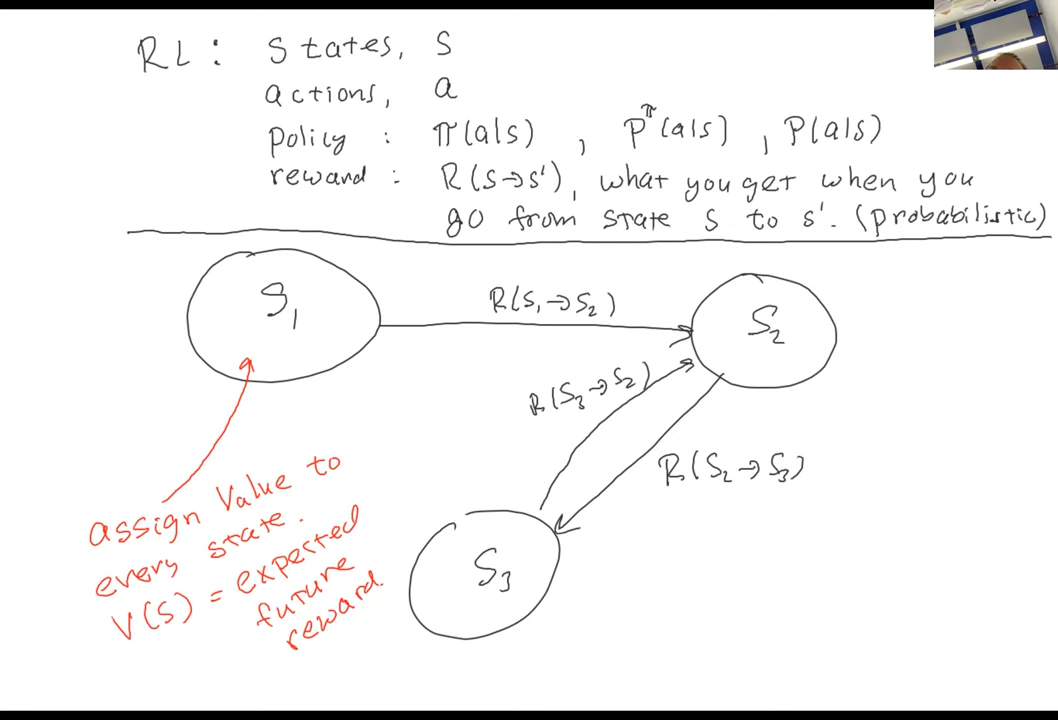 RL: States, S
actions, a
policy : π(a|s) , P^π(a|s) , P(a|s)
reward : R(s→s'), what you get when you
go from state s to s'. (probabilistic)
S₁
R(S₁→S₂)
S₂
R(S₃→S₂)
R(S₂→S₃)
S₃
assign value to
every state.
V(S) = expected
future
reward.